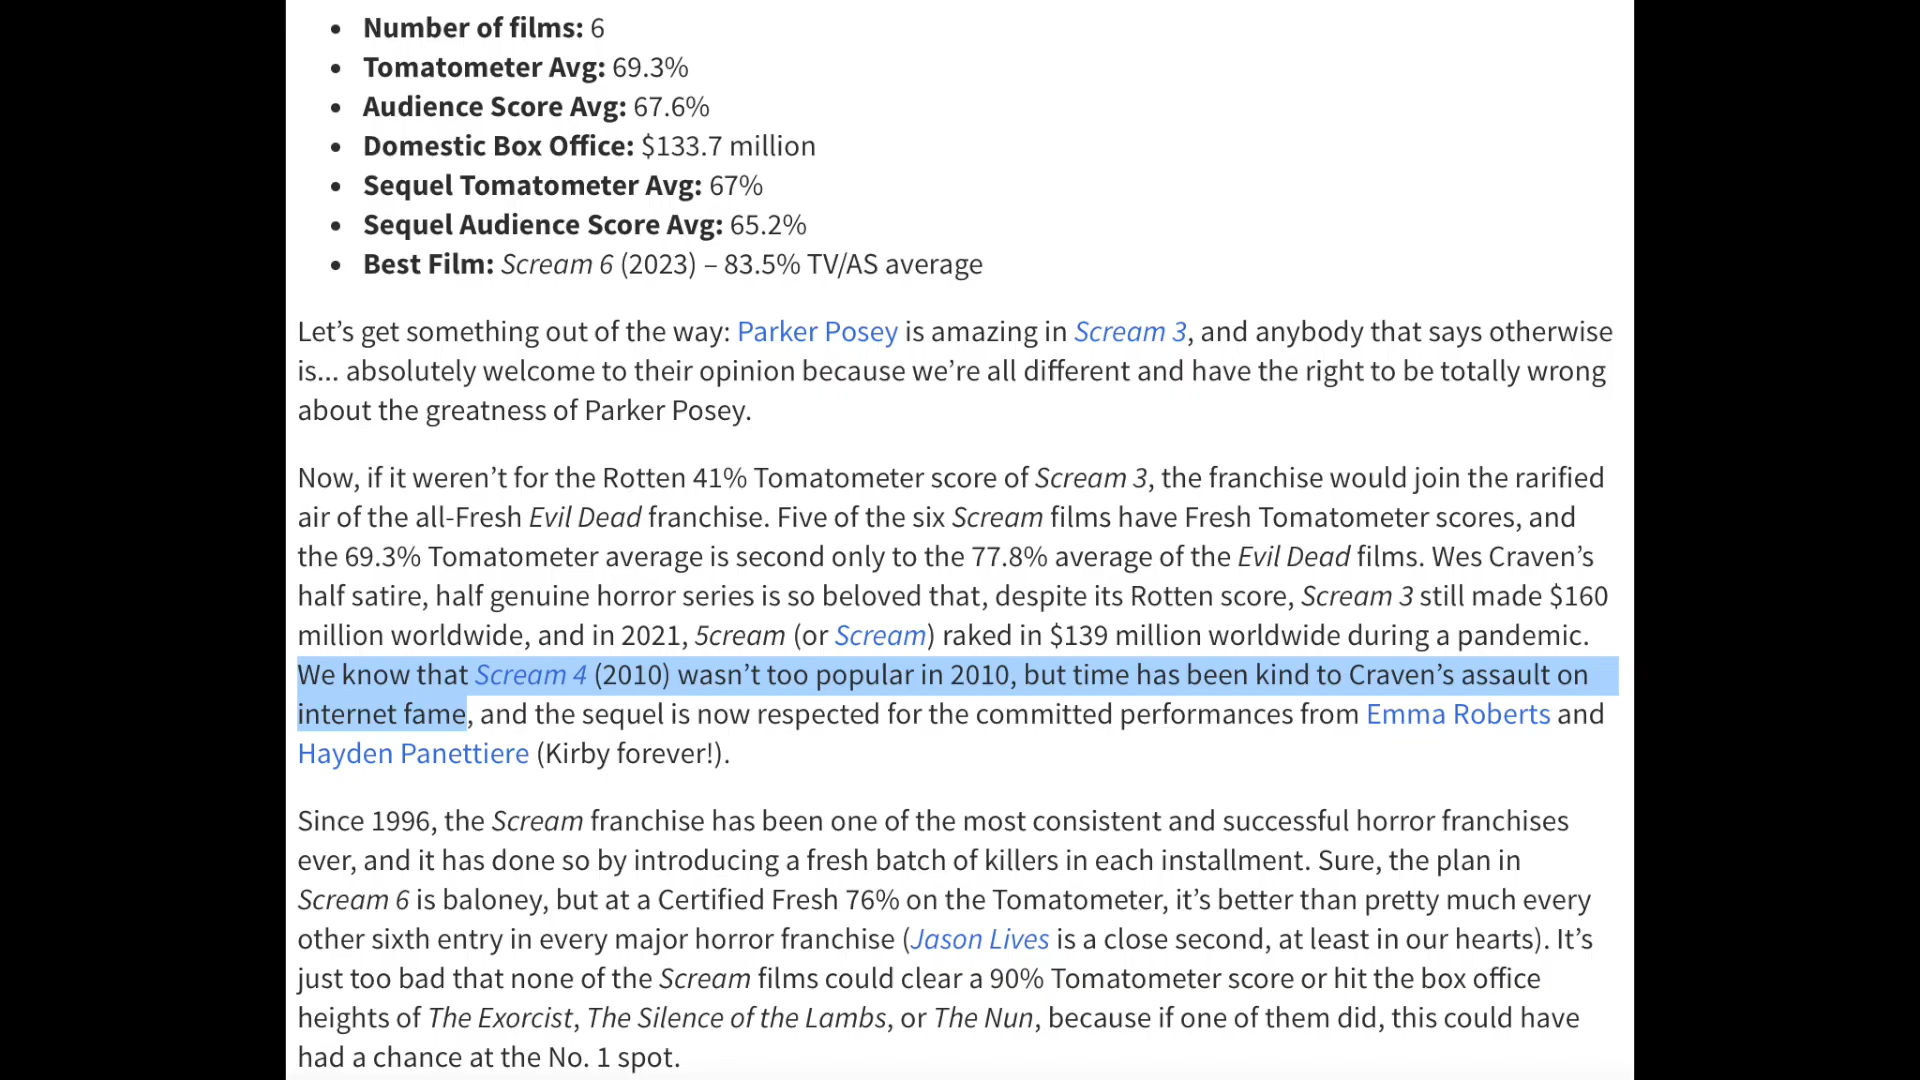 • Number of films: 6
• Tomatometer Avg: 69.3%
• Audience Score Avg: 67.6%
• Domestic Box Office: $133.7 million
• Sequel Tomatometer Avg: 67%
• Sequel Audience Score Avg: 65.2%
• Best Film: Scream 6 (2023) – 83.5% TV/AS average
Let’s get something out of the way: Parker Posey is amazing in Scream 3, and anybody that says otherwise
is... absolutely welcome to their opinion because we’re all different and have the right to be totally wrong
about the greatness of Parker Posey.
Now, if it weren’t for the Rotten 41% Tomatometer score of Scream 3, the franchise would join the rarified
air of the all-Fresh Evil Dead franchise. Five of the six Scream films have Fresh Tomatometer scores, and
the 69.3% Tomatometer average is second only to the 77.8% average of the Evil Dead films. Wes Craven’s
half satire, half genuine horror series is so beloved that, despite its Rotten score, Scream 3 still made $160
million worldwide, and in 2021, 5cream (or Scream) raked in $139 million worldwide during a pandemic.
We know that Scream 4 (2010) wasn’t too popular in 2010, but time has been kind to Craven’s assault on
internet fame, and the sequel is now respected for the committed performances from Emma Roberts and
Hayden Panettiere (Kirby forever!).
Since 1996, the Scream franchise has been one of the most consistent and successful horror franchises
ever, and it has done so by introducing a fresh batch of killers in each installment. Sure, the plan in
Scream 6 is baloney, but at a Certified Fresh 76% on the Tomatometer, it’s better than pretty much every
other sixth entry in every major horror franchise (Jason Lives is a close second, at least in our hearts). It’s
just too bad that none of the Scream films could clear a 90% Tomatometer score or hit the box office
heights of The Exorcist, The Silence of the Lambs, or The Nun, because if one of them did, this could have
had a chance at the No. 1 spot.